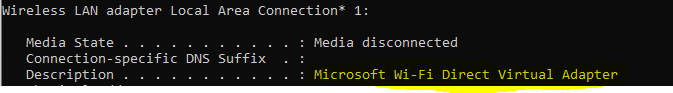 Wireless LAN adapter Local Area Connection* 1:
Media State . . . . . . . . . . . : Media disconnected
Connection-specific DNS Suffix  . :
Description . . . . . . . . . . . : Microsoft Wi-Fi Direct Virtual Adapter